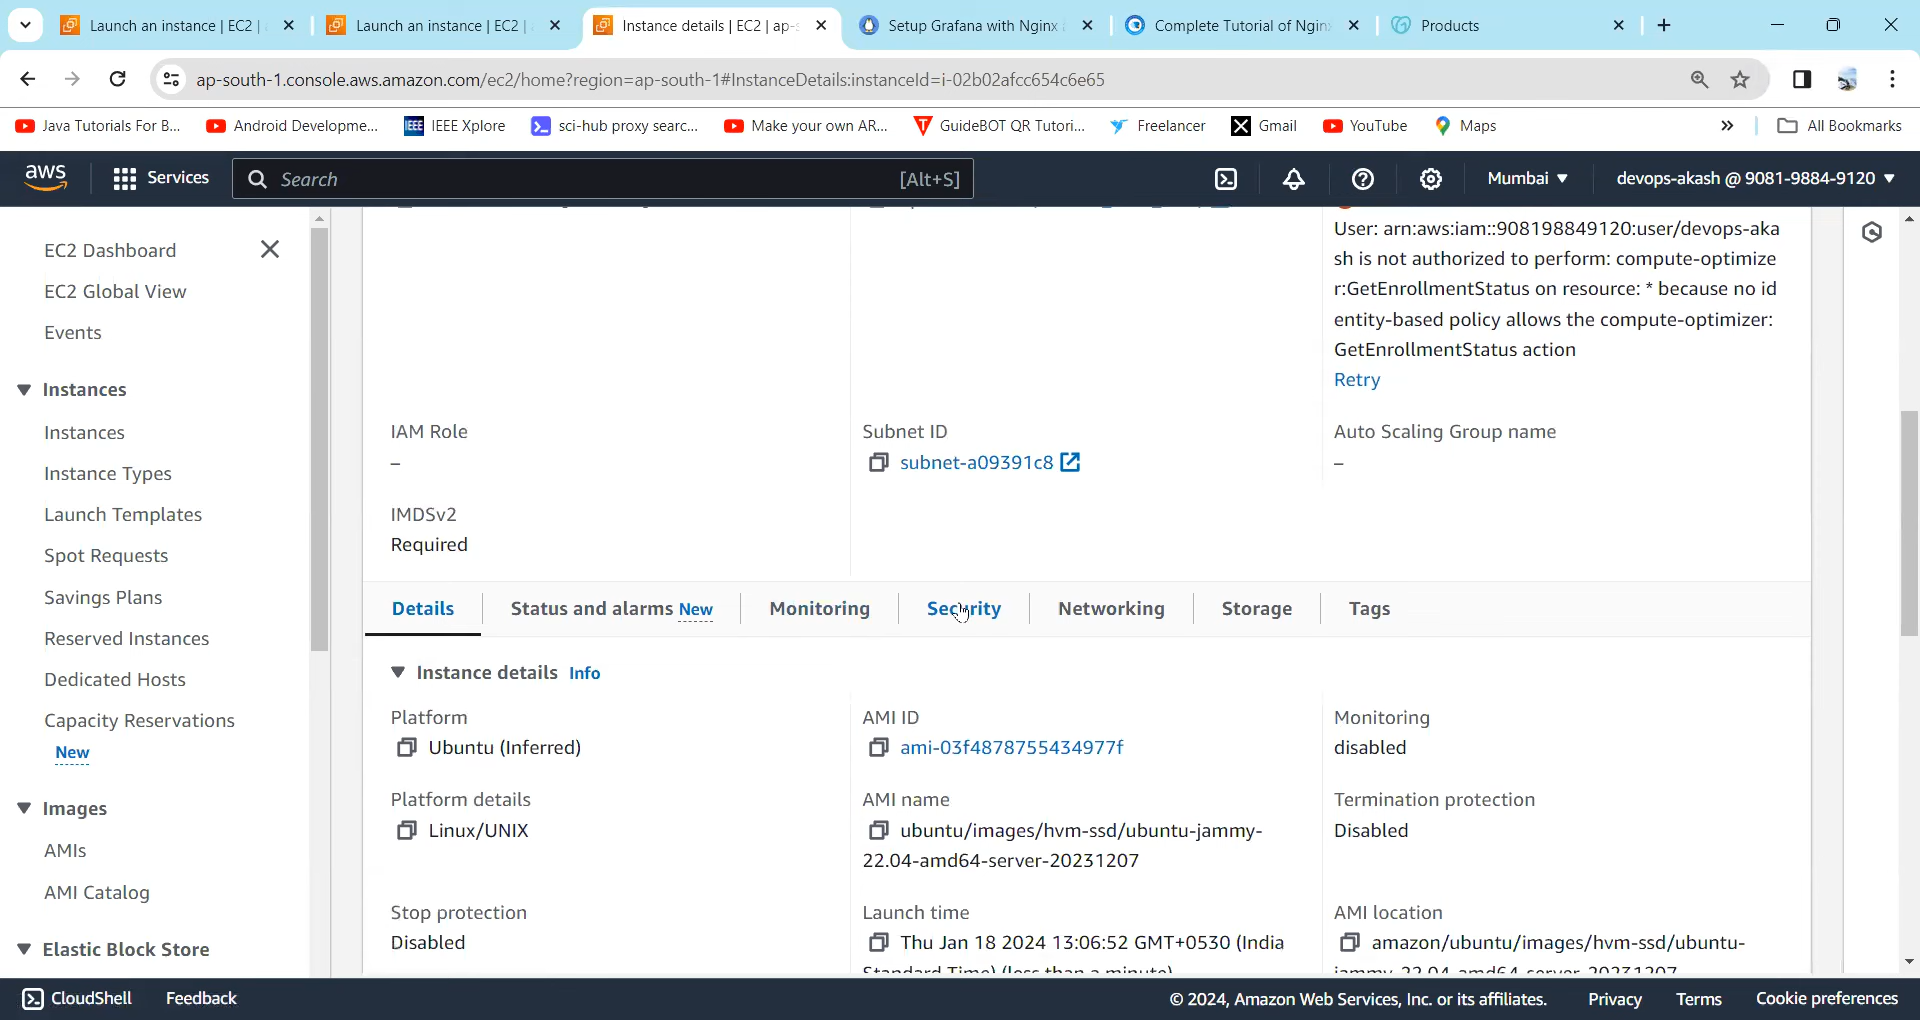 Launch an instance | EC2 |
Launch an instance | EC2 |
Instance details | EC2 | ap-s
Setup Grafana with Nginx
Complete Tutorial of Nginx
Products
ap-south-1.console.aws.amazon.com/ec2/home?region=ap-south-1#InstanceDetails:instanceId=i-02b02afcc654c6e65
Java Tutorials For B...
Android Developme...
IEEE IEEE Xplore
sci-hub proxy searc...
Make your own AR...
GuideBOT QR Tutori...
Freelancer
Gmail
YouTube
Maps
All Bookmarks
aws
Services
Search
[Alt+S]
Mumbai
devops-akash @ 9081-9884-9120
EC2 Dashboard
EC2 Global View
Events
Instances
Instances
Instance Types
Launch Templates
Spot Requests
Savings Plans
Reserved Instances
Dedicated Hosts
Capacity Reservations
New
Images
AMIs
AMI Catalog
Elastic Block Store
User: arn:aws:iam::908198849120:user/devops-aka
sh is not authorized to perform: compute-optimize
r:GetEnrollmentStatus on resource: * because no id
entity-based policy allows the compute-optimizer:
GetEnrollmentStatus action
Retry
IAM Role
–
Subnet ID
subnet-a09391c8
Auto Scaling Group name
–
IMDSv2
Required
Details
Status and alarms New
Monitoring
Security
Networking
Storage
Tags
Instance details Info
Platform
Ubuntu (Inferred)
AMI ID
ami-03f4878755434977f
Monitoring
disabled
Platform details
Linux/UNIX
AMI name
ubuntu/images/hvm-ssd/ubuntu-jammy-
22.04-amd64-server-20231207
Termination protection
Disabled
Stop protection
Disabled
Launch time
Thu Jan 18 2024 13:06:52 GMT+0530 (India
Standard Time) (less than a minute)
AMI location
amazon/ubuntu/images/hvm-ssd/ubuntu-
jammy-22.04-amd64-server-20231207
CloudShell
Feedback
© 2024, Amazon Web Services, Inc. or its affiliates.
Privacy
Terms
Cookie preferences